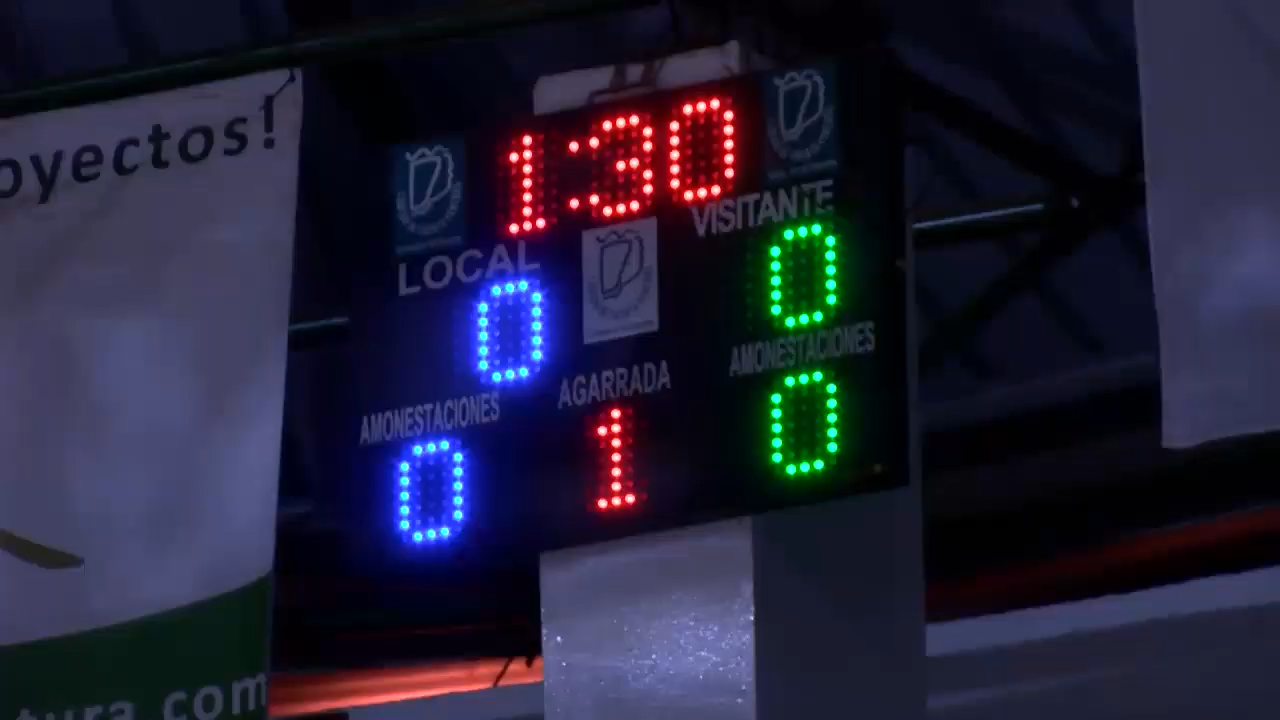 oyectos!
1:30
LOCAL
VISITANTE
0
0
AMONESTACIONES
AGARRADA
AMONESTACIONES
0
1
0
tura.com